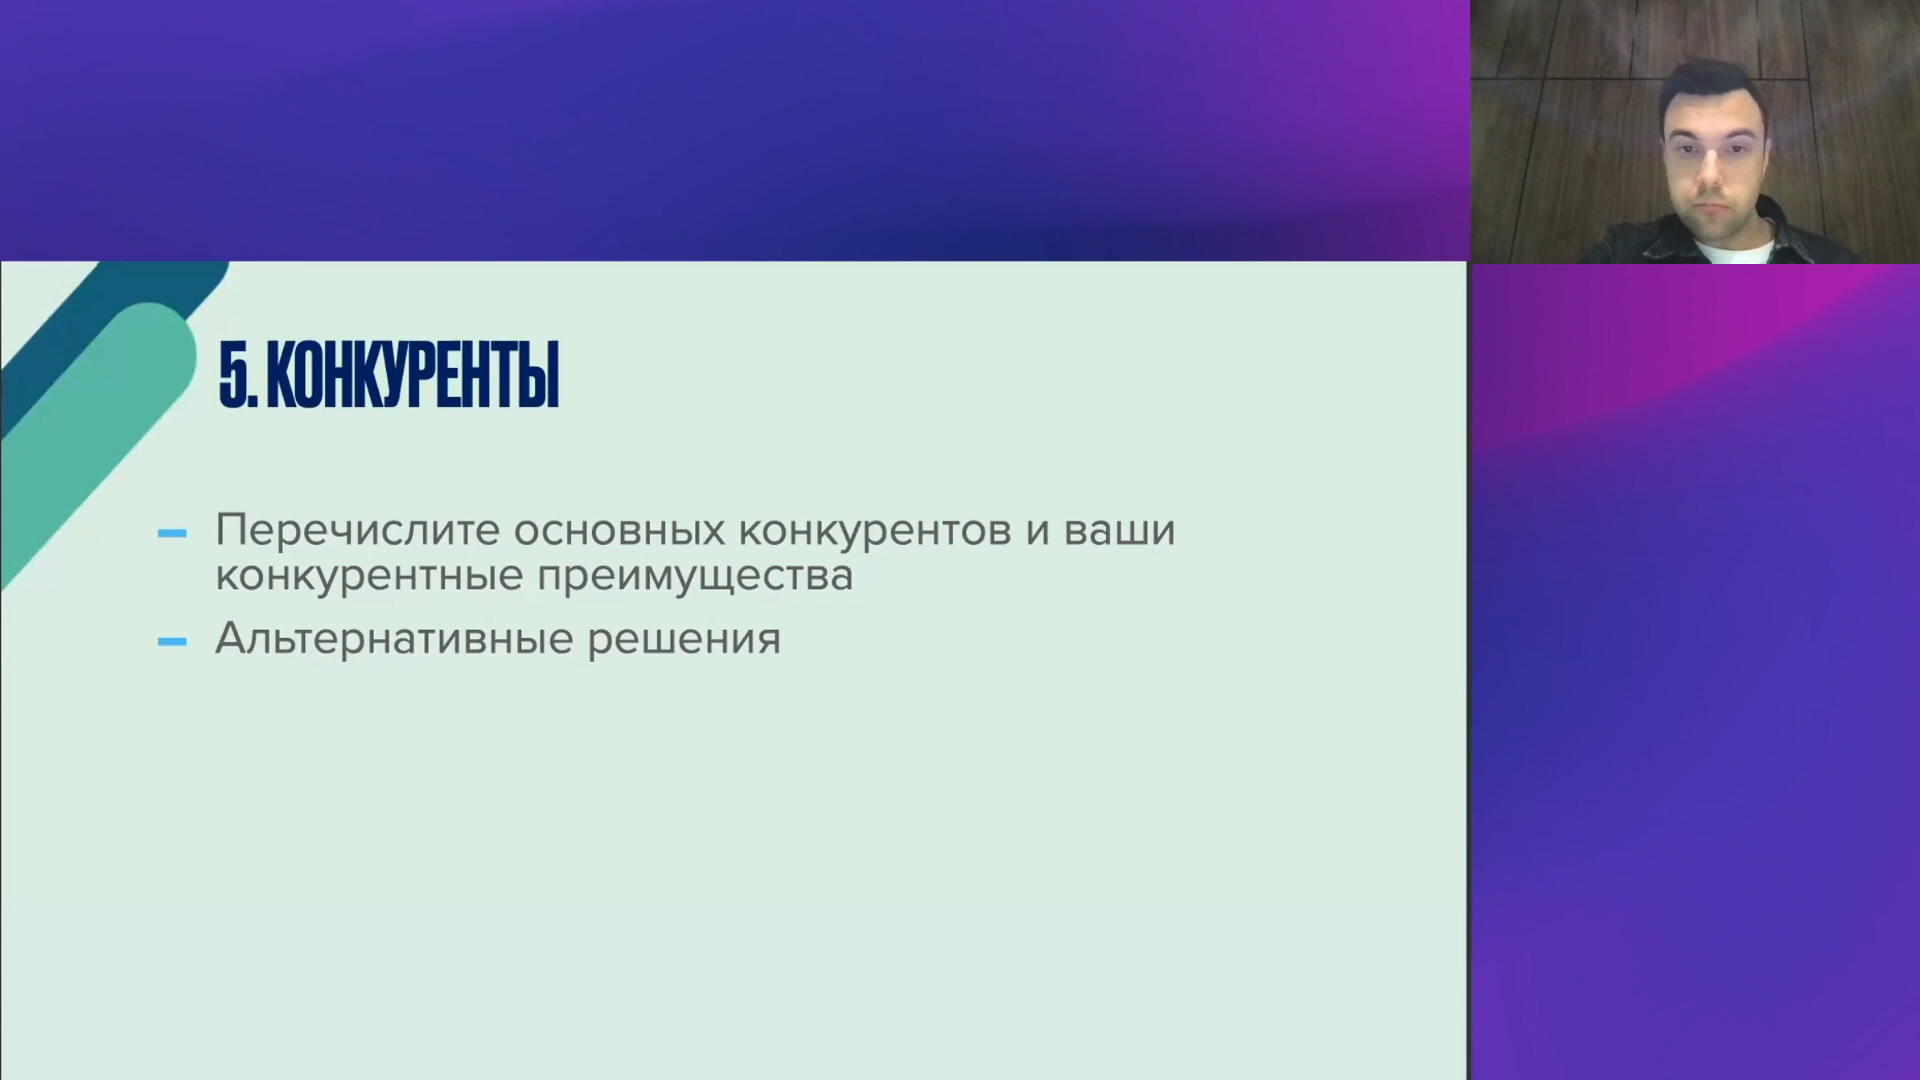 5. КОНКУРЕНТЫ
Перечислите основных конкурентов и ваши
конкурентные преимущества
Альтернативные решения